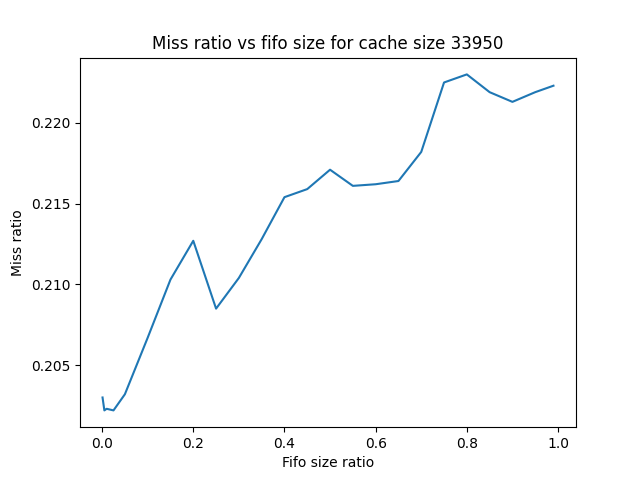 Miss ratio vs fifo size for cache size 33950
0.220
0.215
0.210
0.205
Miss ratio
0.0 0.2 0.4 0.6 0.8 1.0
Fifo size ratio